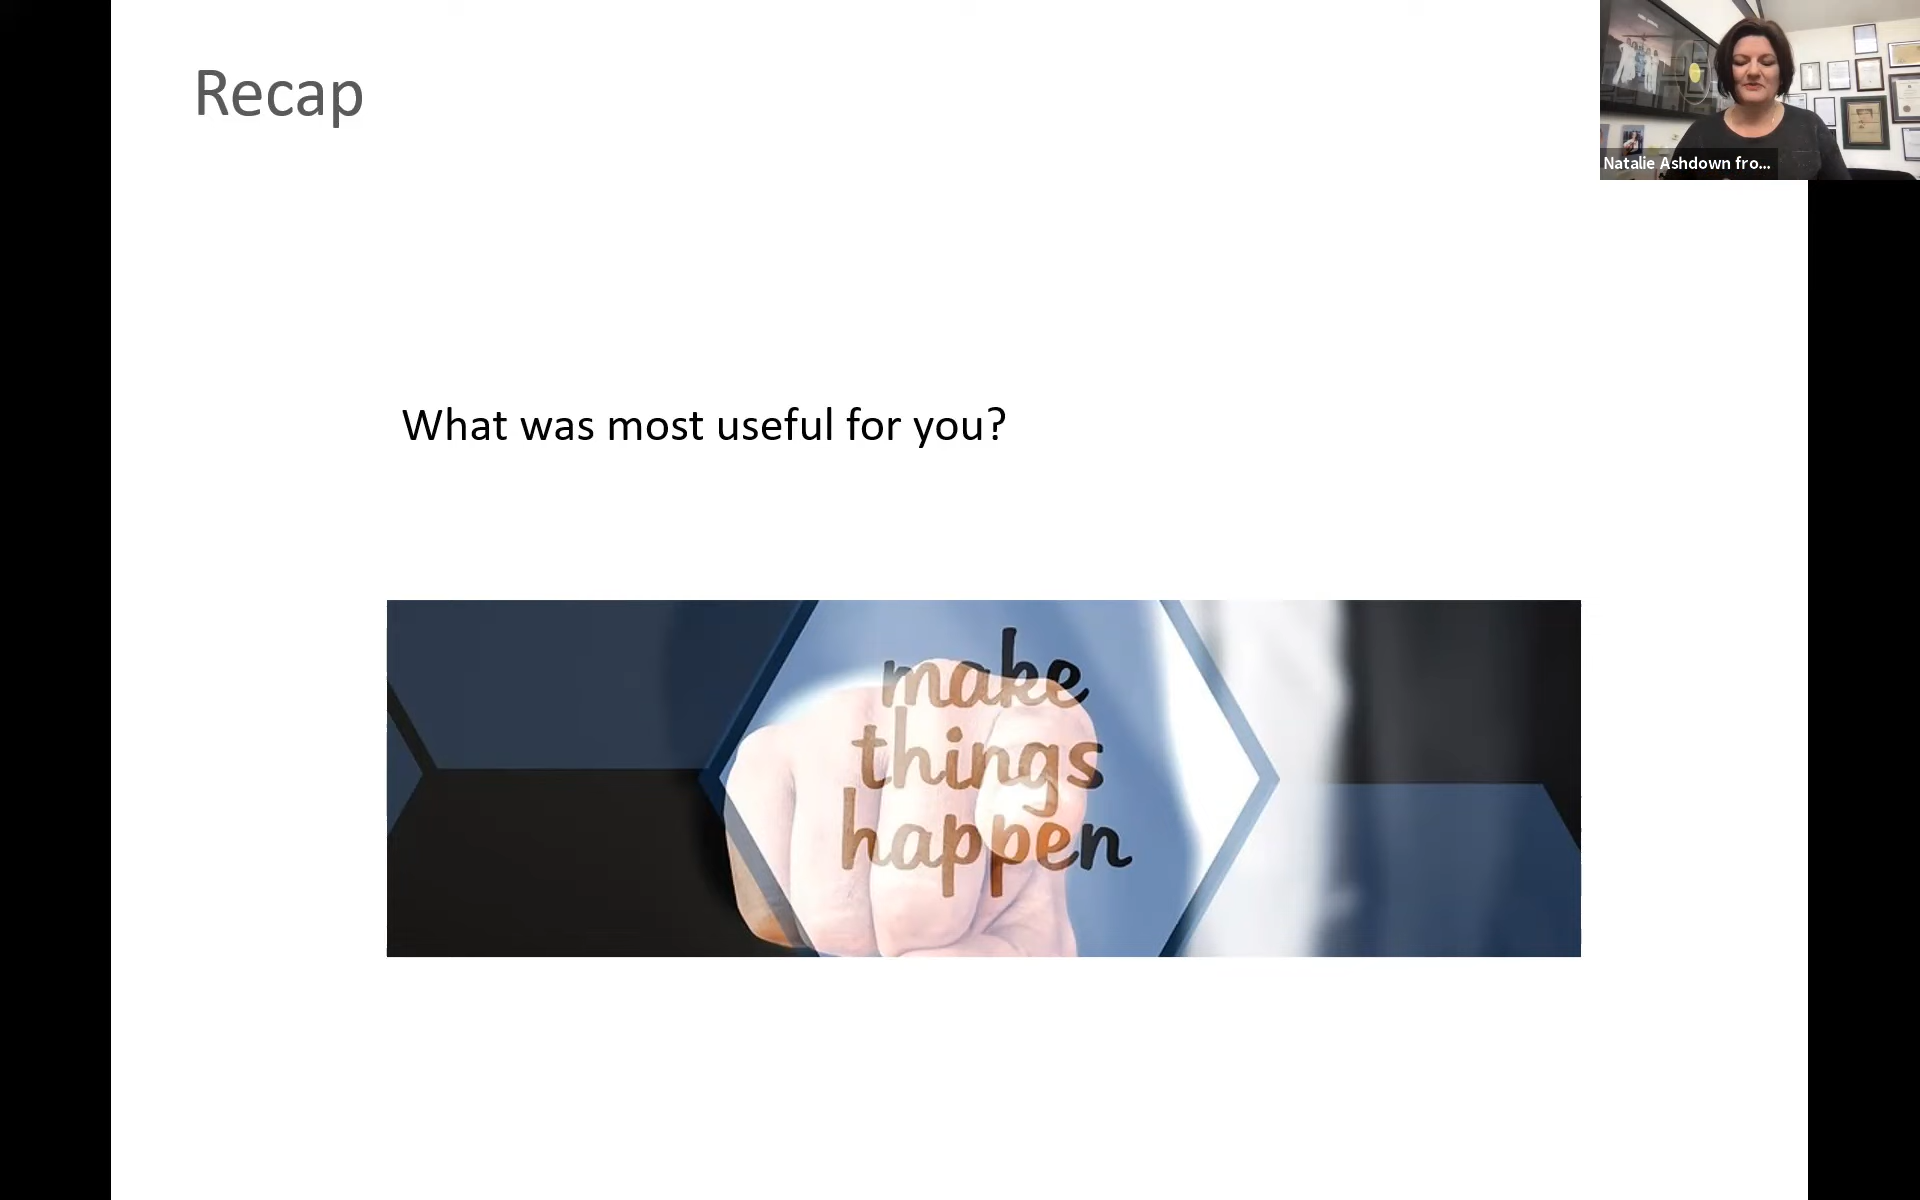 Recap
Natalie Ashdown fro...
What was most useful for you?
make
things
happen